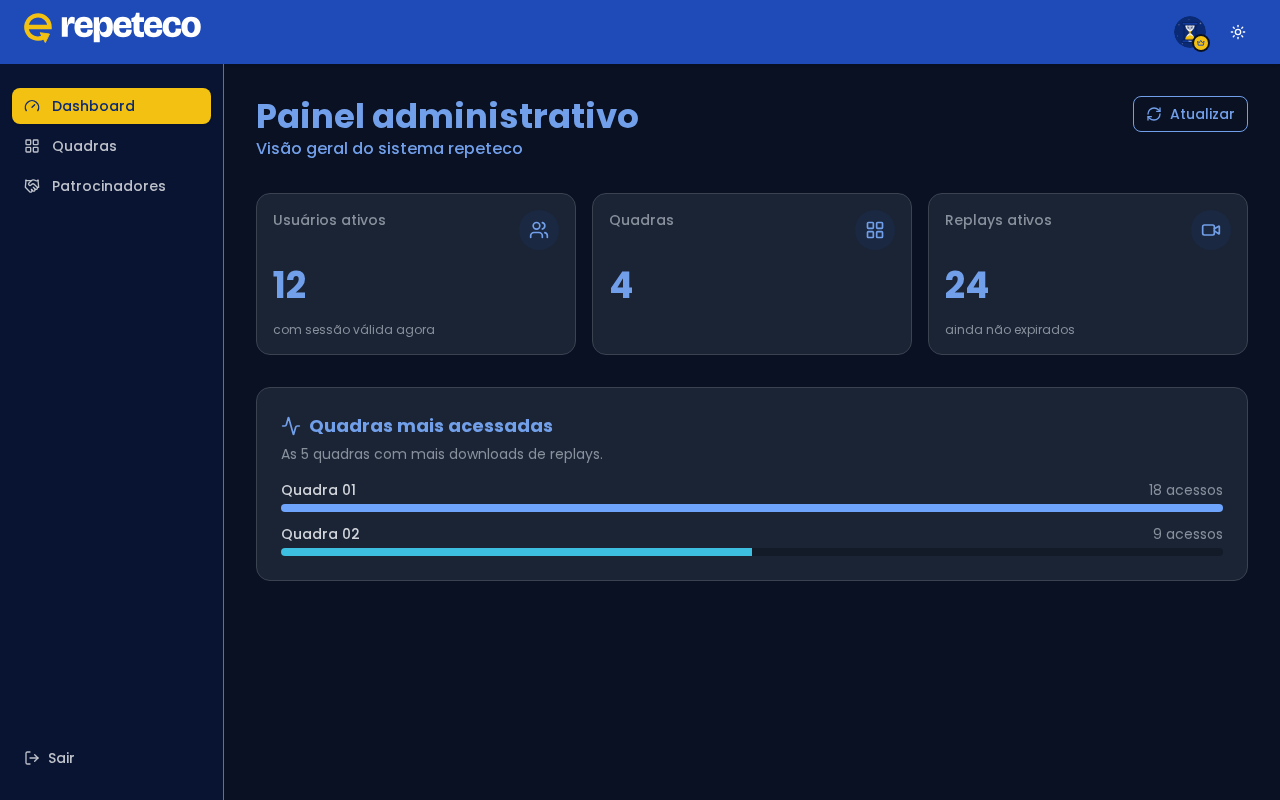 repeteco
Dashboard
Quadras
Patrocinadores
Sair
Painel administrativo
Visão geral do sistema repeteco
Atualizar
Usuários ativos
12
com sessão válida agora
Quadras
4
Replays ativos
24
ainda não expirados
Quadras mais acessadas
As 5 quadras com mais downloads de replays.
Quadra 01 18 acessos
Quadra 02 9 acessos